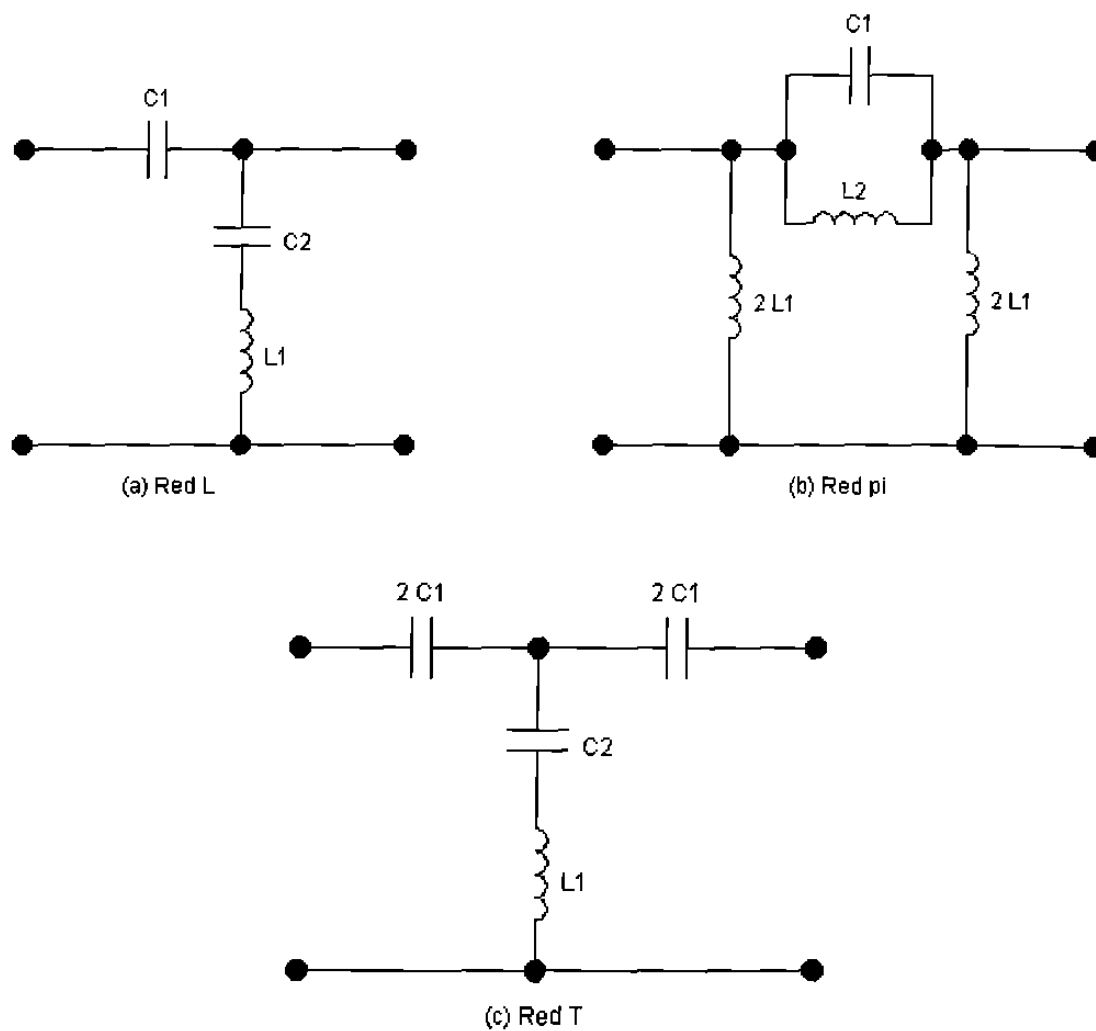 C1
C2
L1
(a) Red L
C1
L2
2 L1
2 L1
(b) Red pi
2 C1
2 C1
C2
L1
(c) Red T